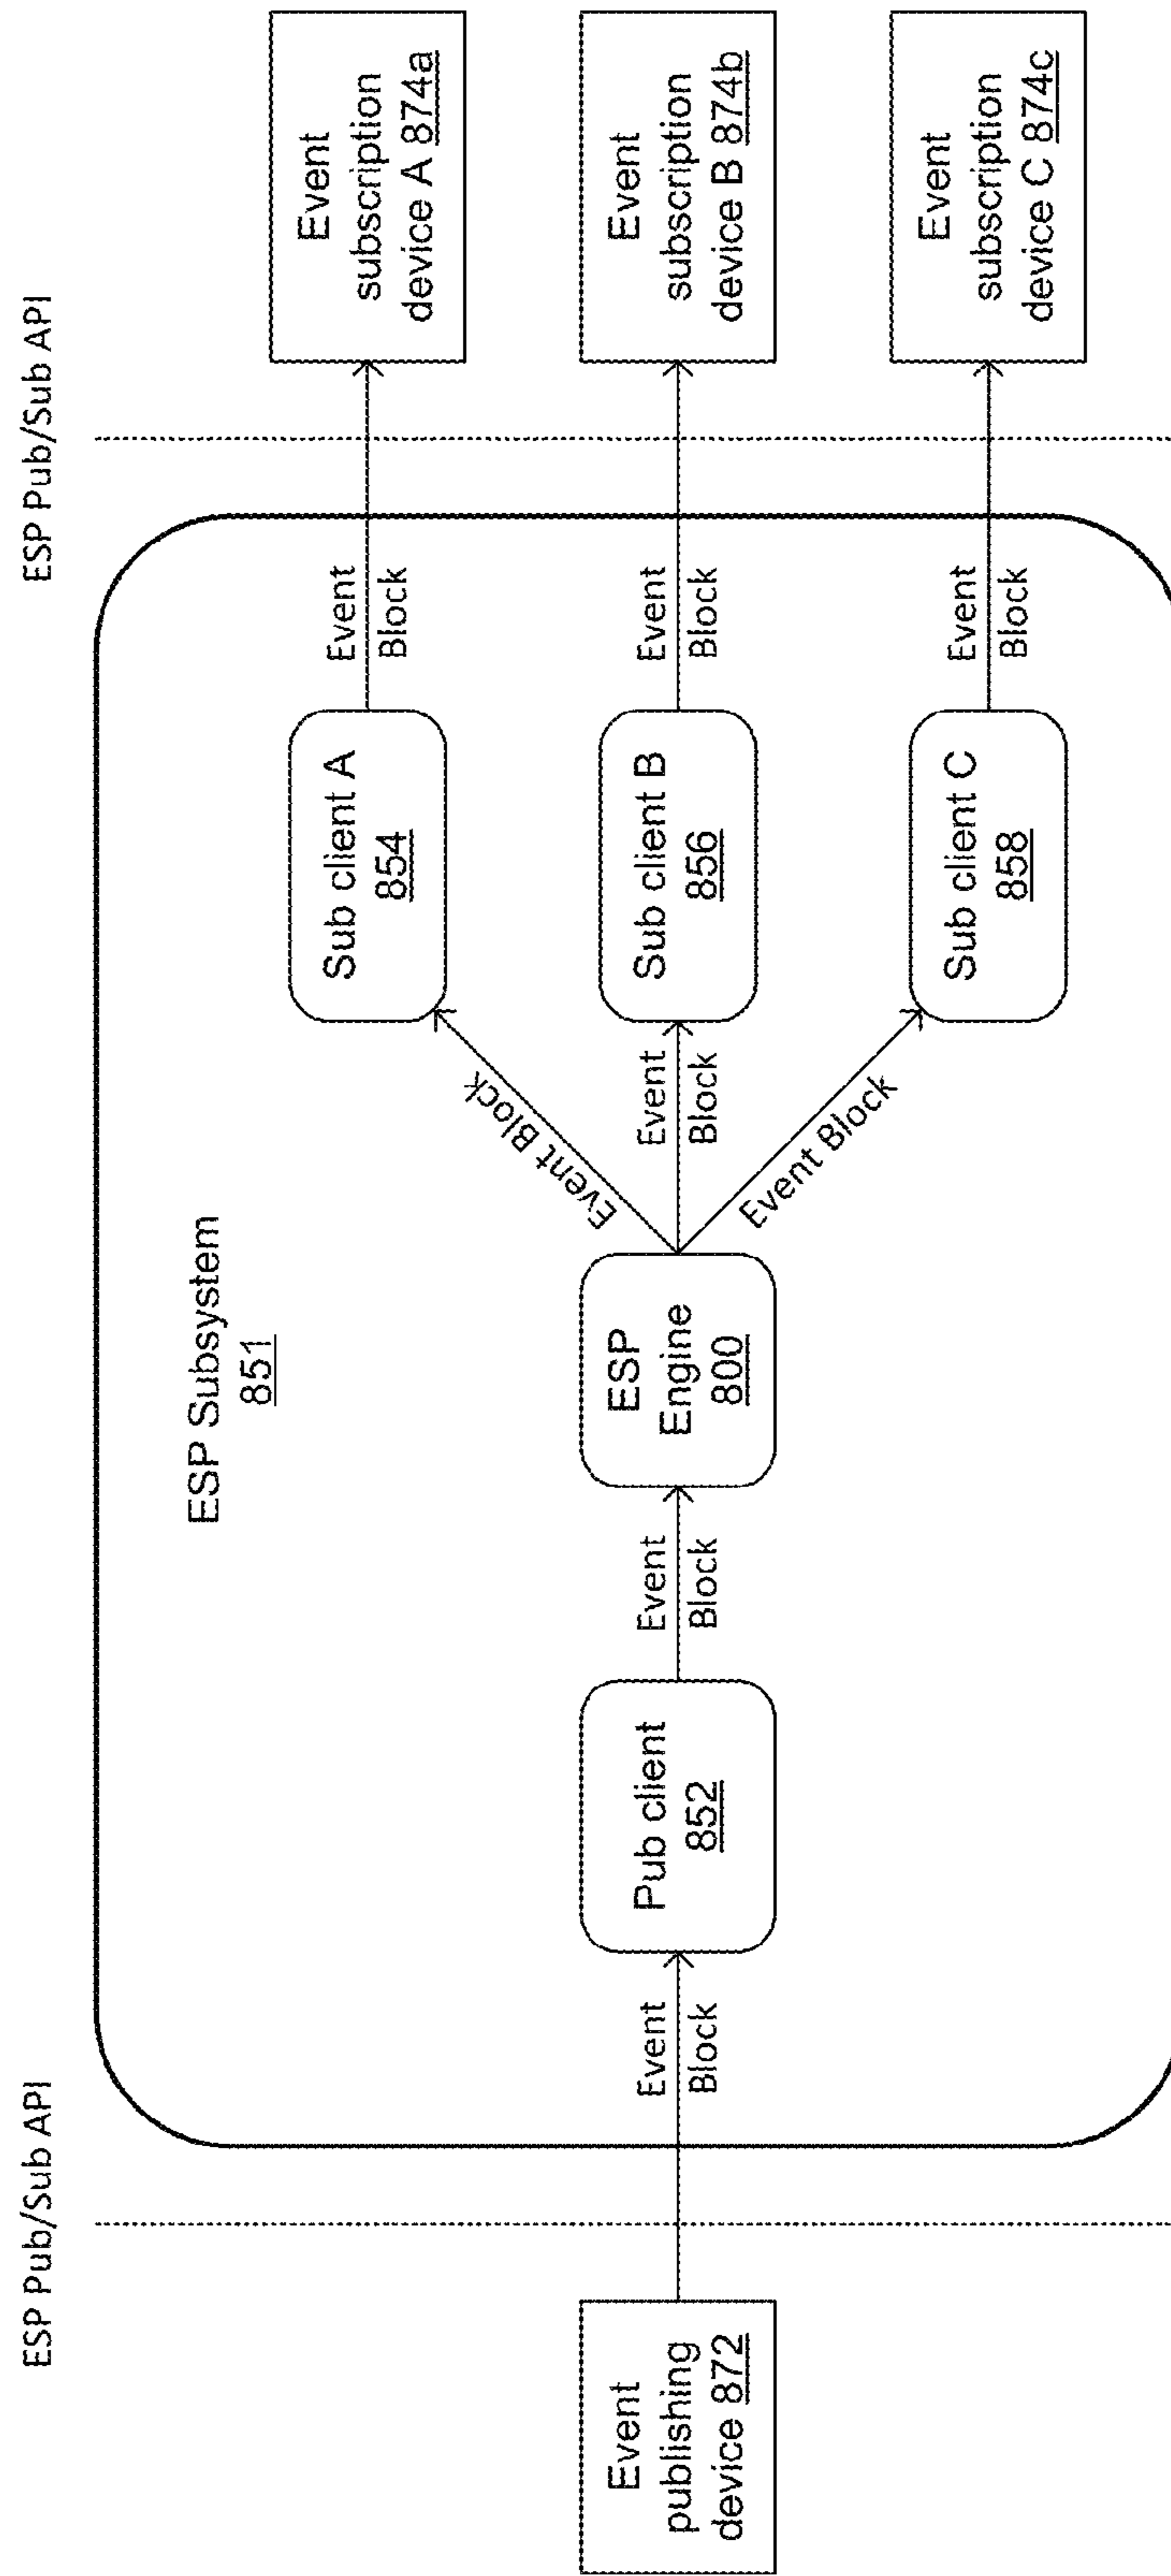 ESP Pub/Sub API
ESP Pub/Sub API
ESP Subsystem
851
Event
publishing
device 872
Event
Block
Pub client
852
Event
Block
ESP
Engine
800
Event Block
Event
Block
Event Block
Sub client A
854
Sub client B
856
Sub client C
858
Event
Block
Event
Block
Event
Block
Event
subscription
device A 874a
Event
subscription
device B 874b
Event
subscription
device C 874c